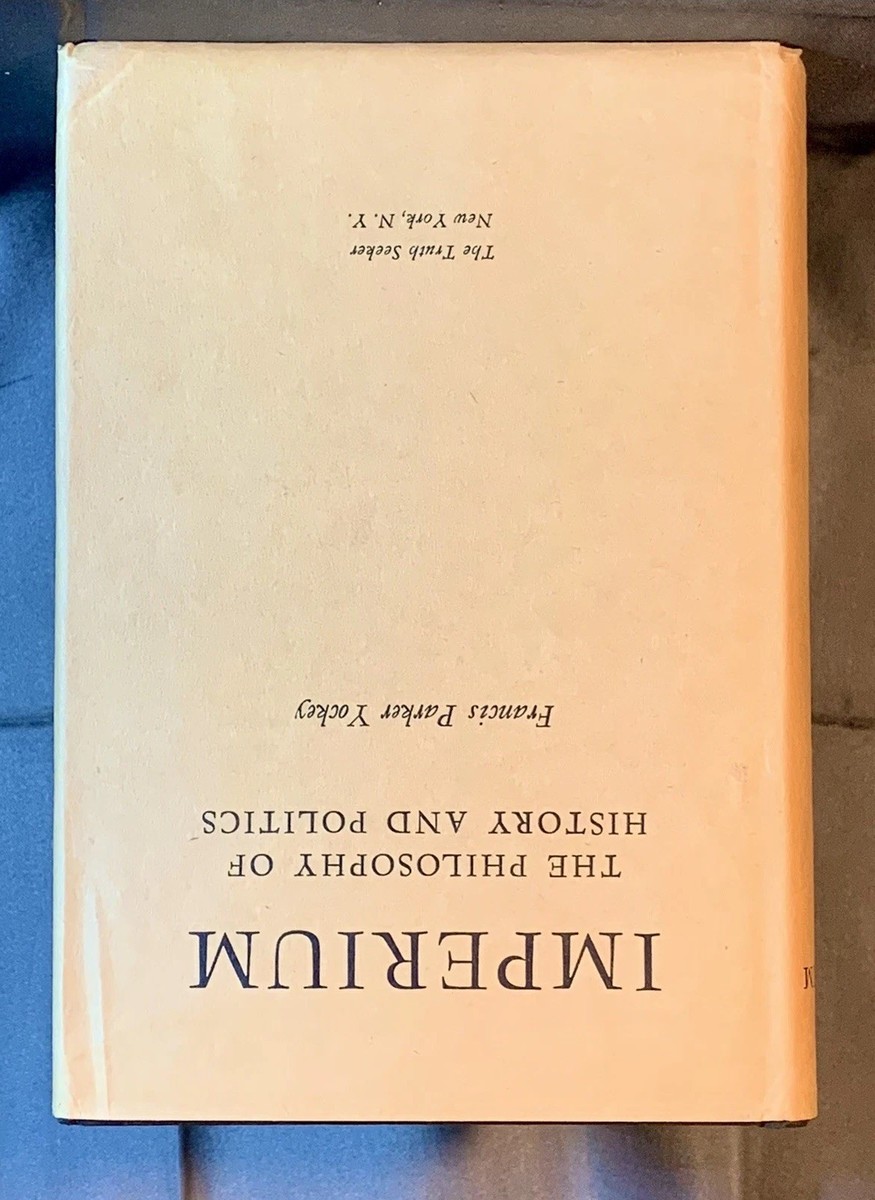 IMPERIUM
THE PHILOSOPHY OF
HISTORY AND POLITICS
Francis Parker Yockey
The Truth Seeker
New York, N. Y.